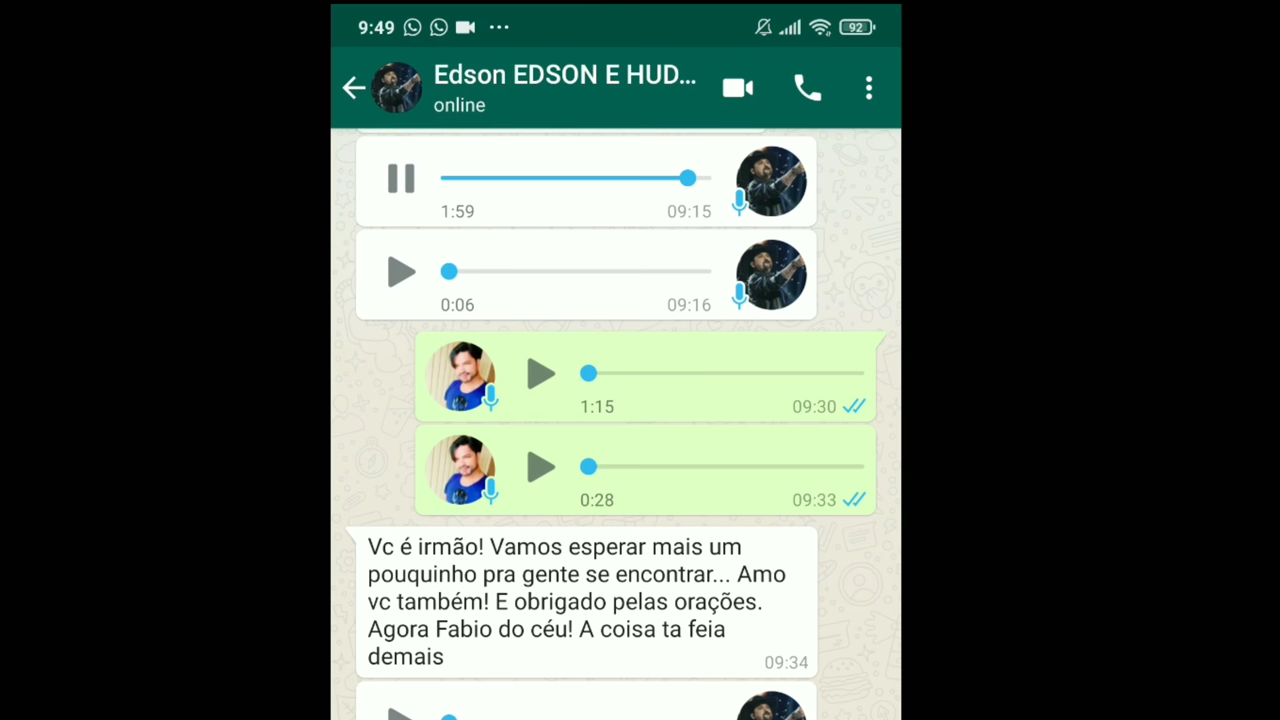 9:49 ... 92
Edson EDSON E HUD...
online
1:59 09:15
0:06 09:16
1:15 09:30
0:28 09:33
Vc é irmão! Vamos esperar mais um
pouquinho pra gente se encontrar... Amo
vc também! E obrigado pelas orações.
Agora Fabio do céu! A coisa ta feia
demais
09:34